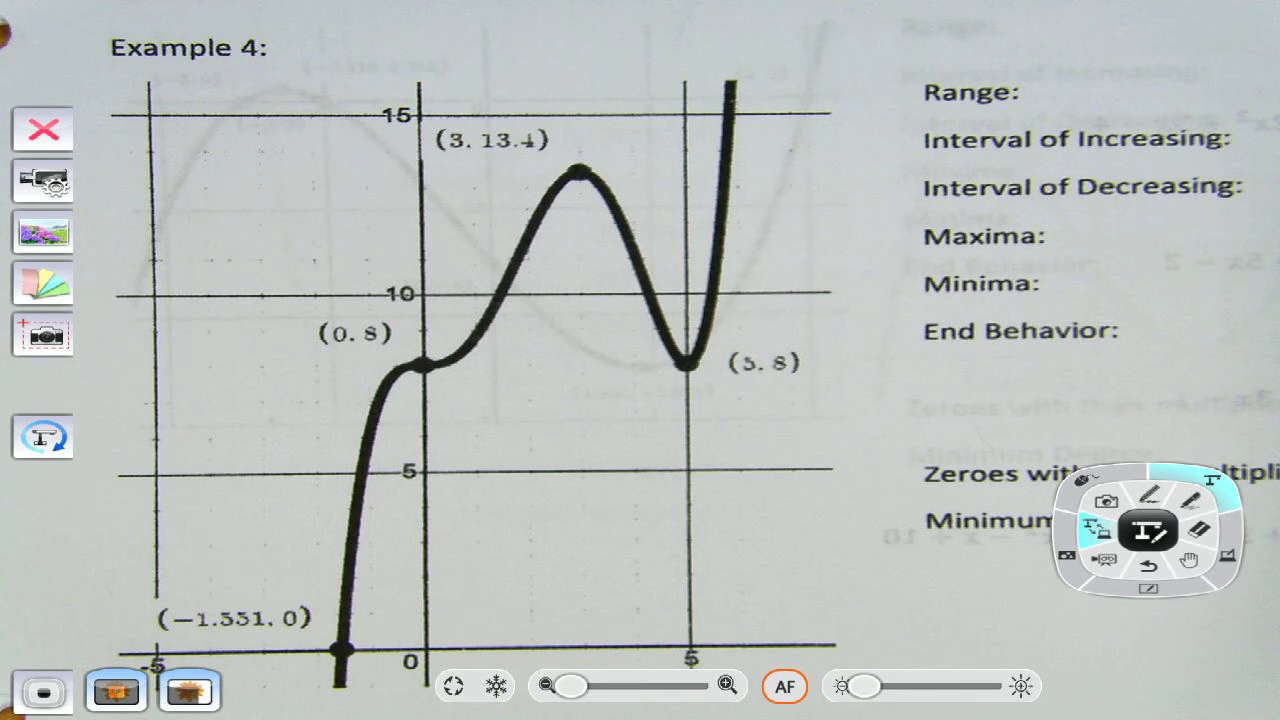 Example 4:
15
(3, 13.4)
10
(0, 8)
(5, 8)
5
(-1.551, 0)
-5
0
5
Range:
Interval of Increasing:
Interval of Decreasing:
Maxima:
Minima:
End Behavior:
Zeroes
Minimum
AF